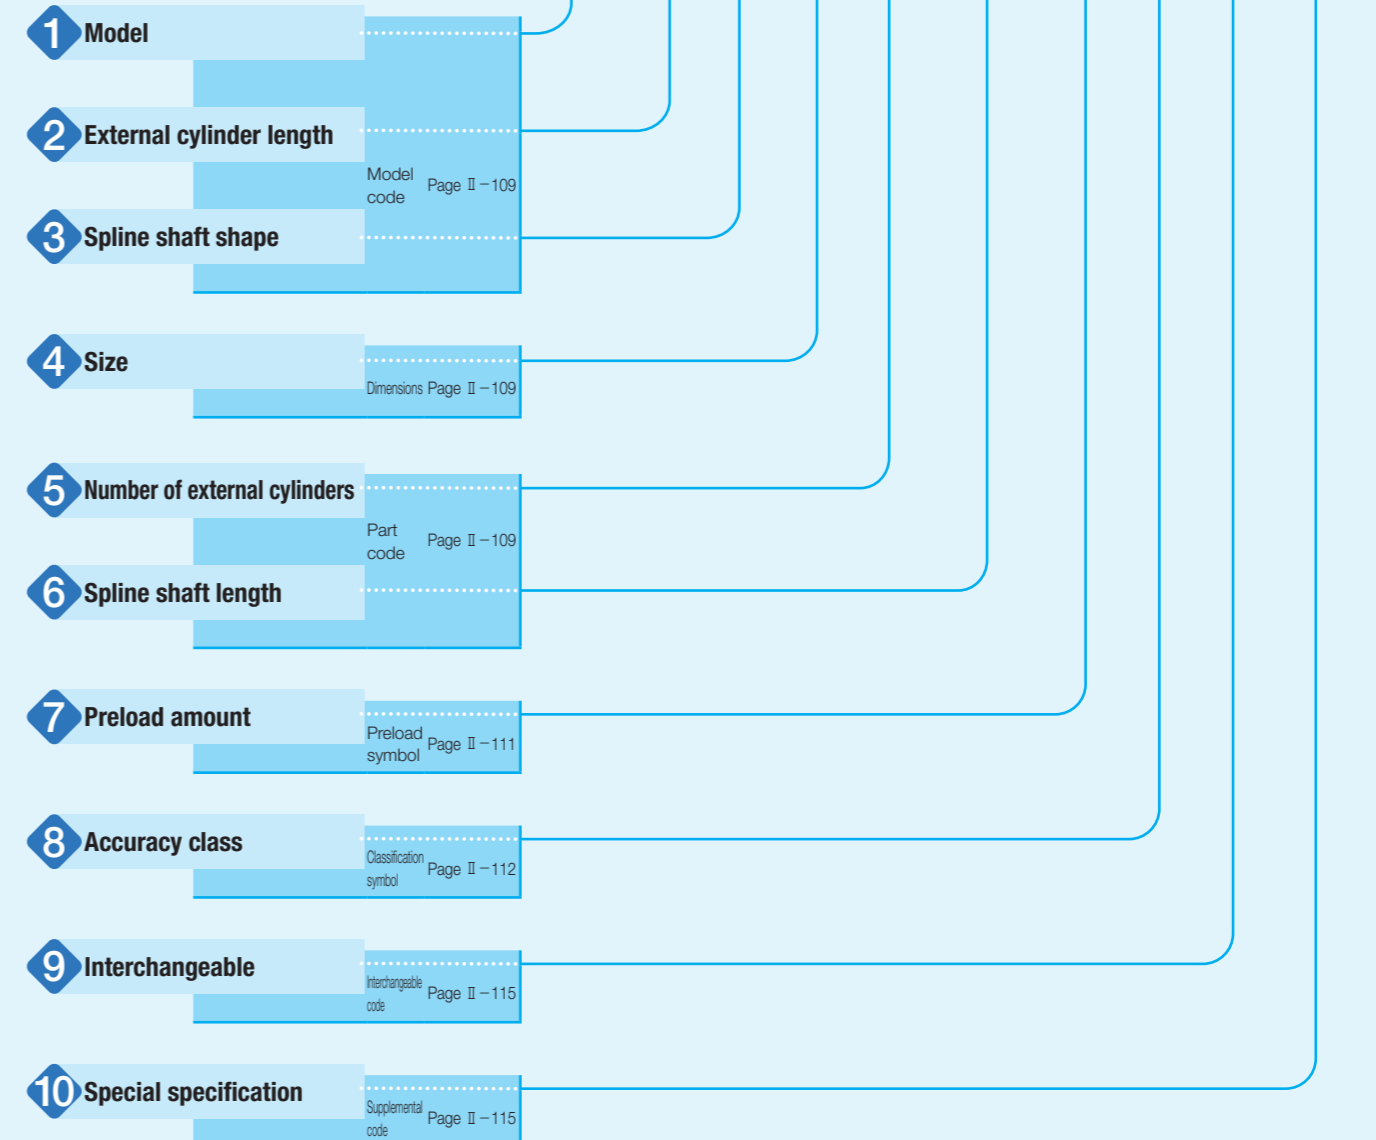 1 Model
2 External cylinder length
Model
code
Page Ⅱ－109
3 Spline shaft shape
4 Size
Dimensions Page Ⅱ－109
5 Number of external cylinders
Part
code
Page Ⅱ－109
6 Spline shaft length
7 Preload amount
Preload
symbol
Page Ⅱ－111
8 Accuracy class
Classification
symbol
Page Ⅱ－112
9 Interchangeable
Interchangeable
code
Page Ⅱ－115
10 Special specification
Supplemental
code
Page Ⅱ－115